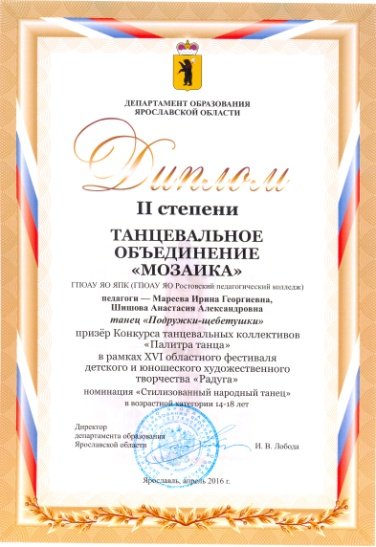 ДЕПАРТАМЕНТ ОБРАЗОВАНИЯ
ЯРОСЛАВСКОЙ ОБЛАСТИ
Диплом
II степени
ТАНЦЕВАЛЬНОЕ
ОБЪЕДИНЕНИЕ
«МОЗАИКА»
ГПОАУ ЯО ЯПК (ГПОАУ ЯО Ростовский педагогический колледж)
педагоги — Мареева Ирина Георгиевна,
Шишова Анастасия Александровна
танец «Подружки-щебетушки»
призёр Конкурса танцевальных коллективов
«Палитра танца»
в рамках XVI областного фестиваля
детского и юношеского художественного
творчества «Радуга»
номинация «Стилизованный народный танец»
в возрастной категории 14-18 лет
Директор
департамента образования
Ярославской области
И. В. Лобода
Ярославль, апрель 2016 г.